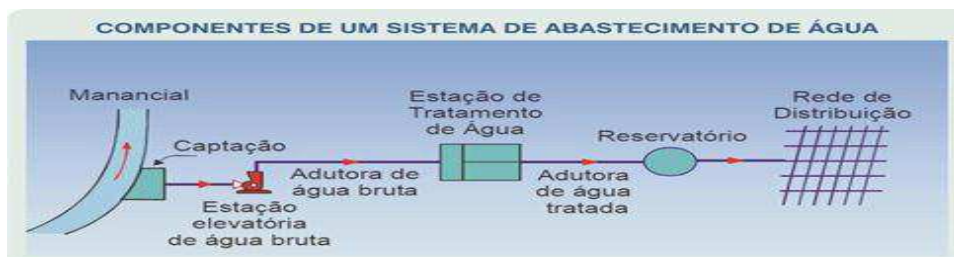 COMPONENTES DE UM SISTEMA DE ABASTECIMENTO DE ÁGUA
Manancial
Captação
Estação
elevatória
de água bruta
Adutora de
água bruta
Estação de
Tratamento
de Água
Adutora
de água
tratada
Reservatório
Rede de
Distribuição